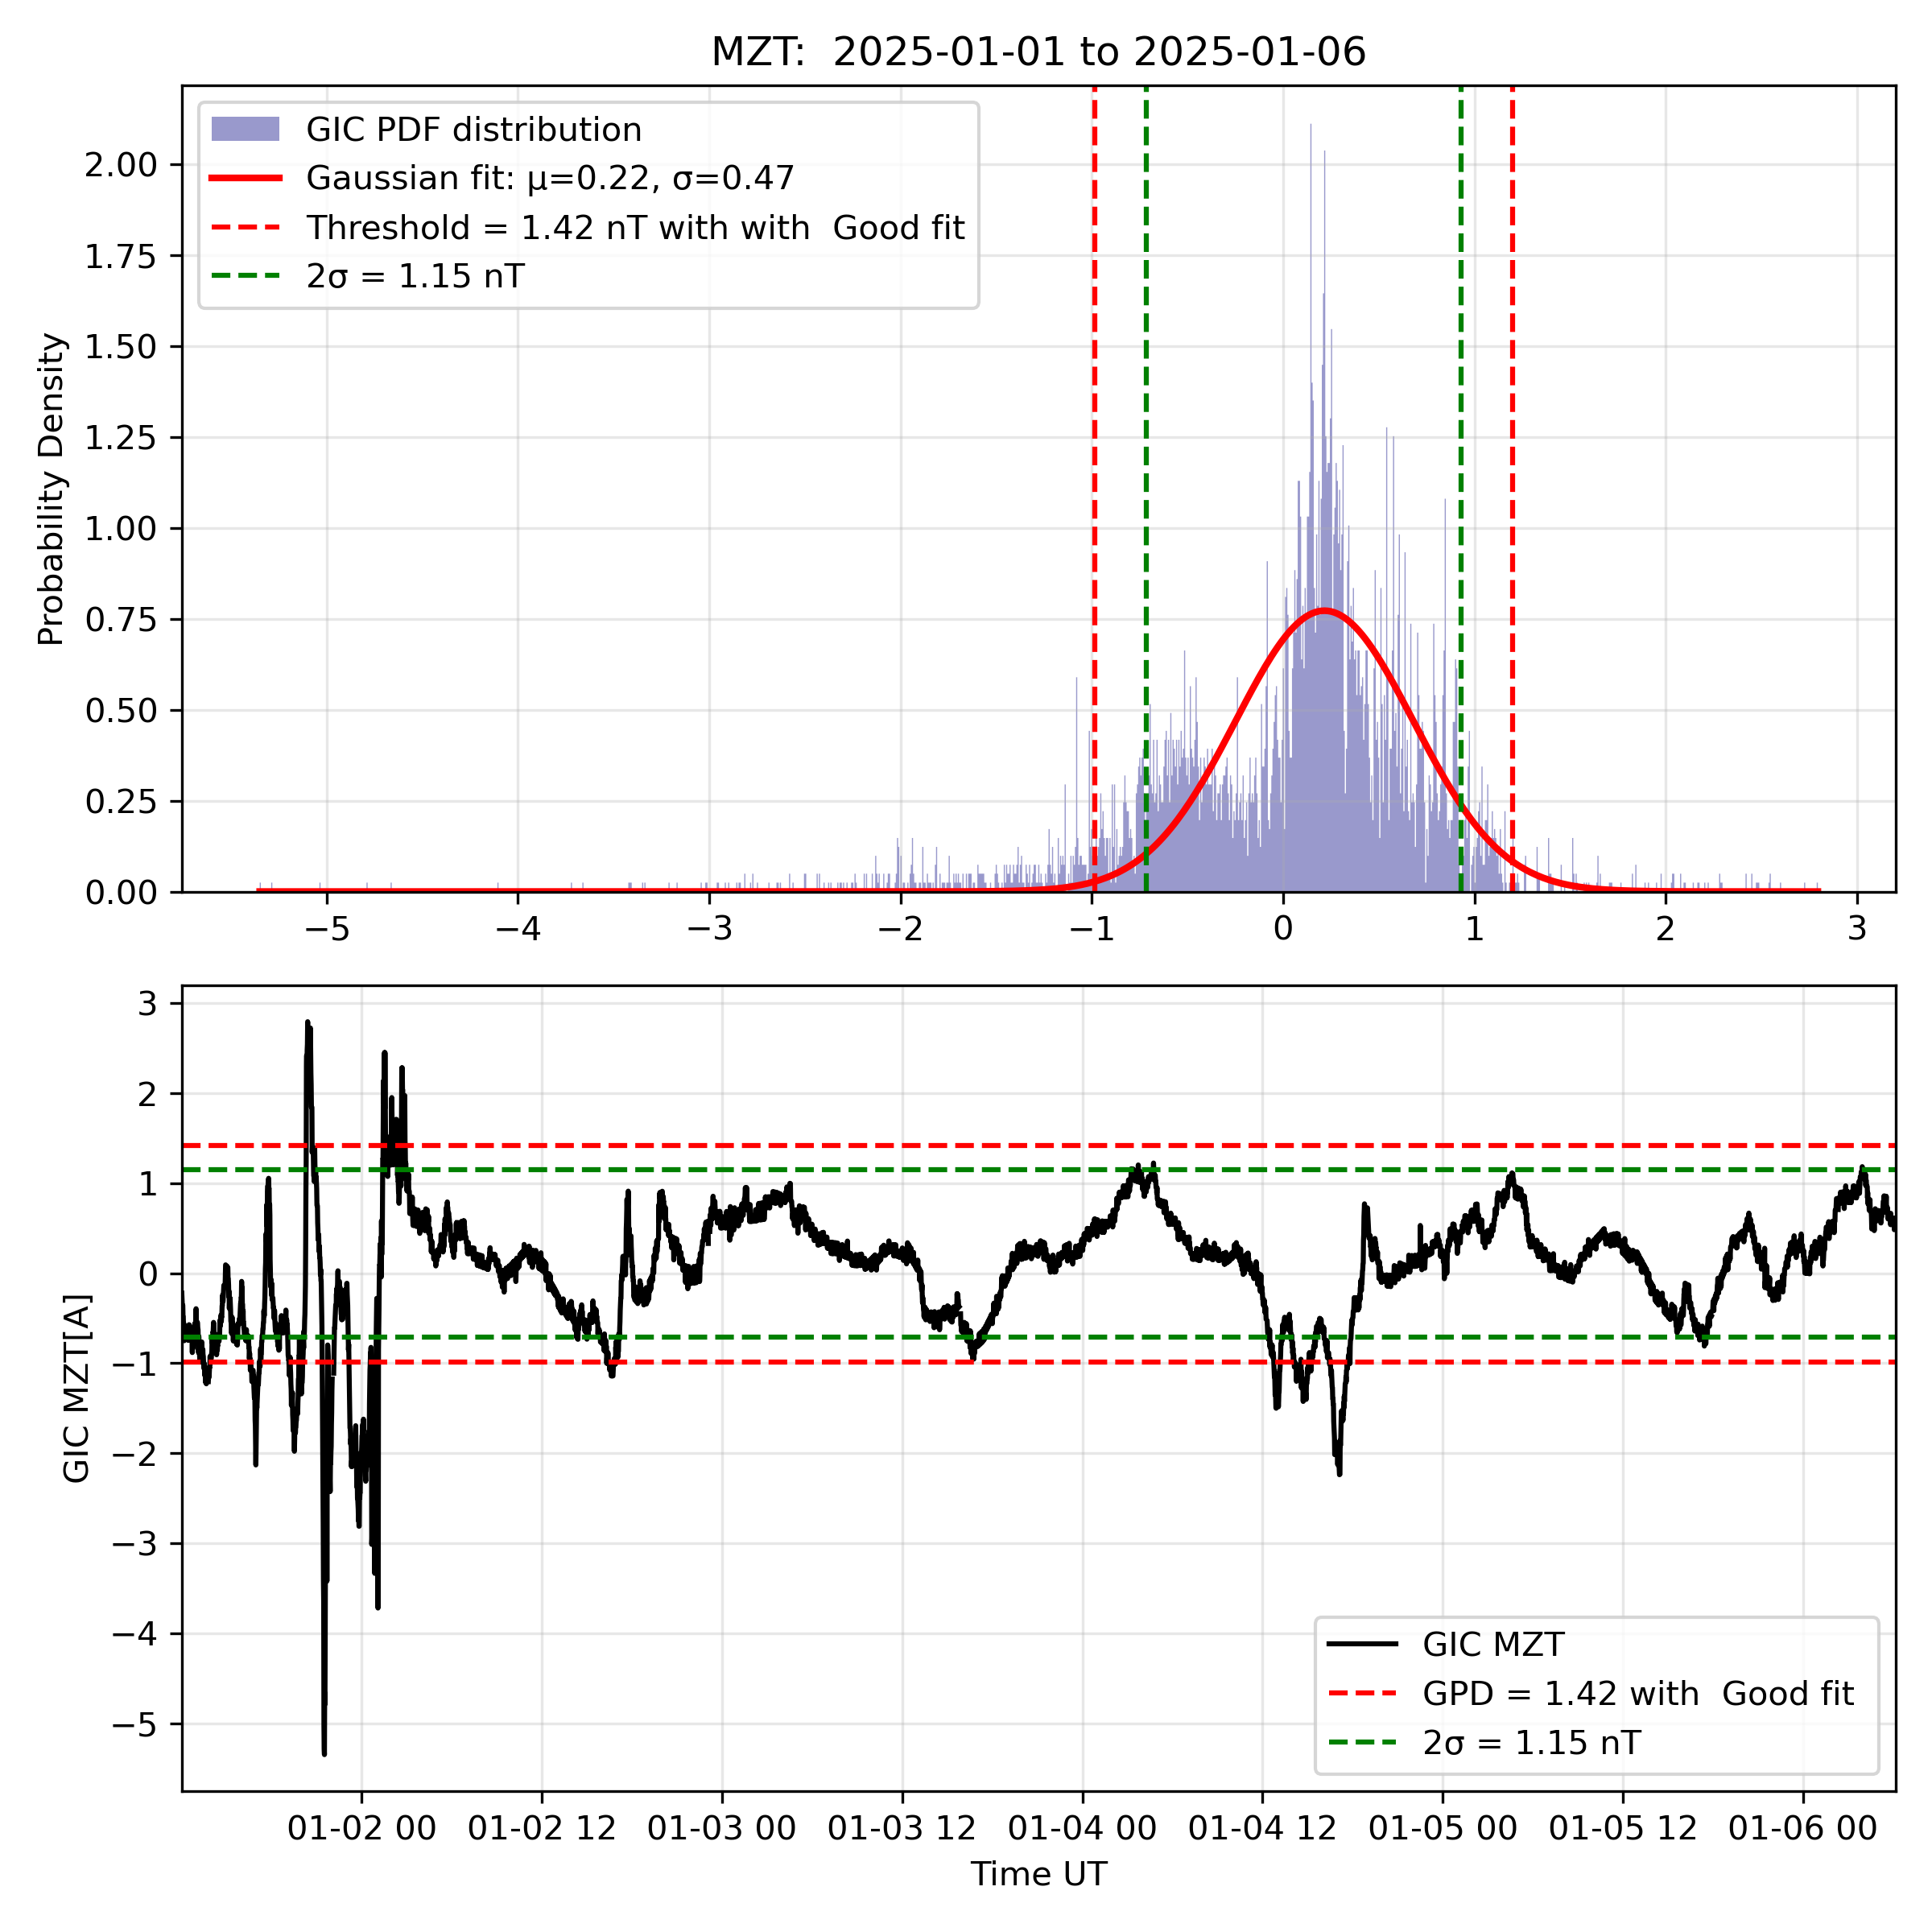 MZT:  2025-01-01 to 2025-01-06
GIC PDF distribution
Gaussian fit: μ=0.22, σ=0.47
Threshold = 1.42 nT with with  Good fit
2σ = 1.15 nT
Probability Density
2.00
1.75
1.50
1.25
1.00
0.75
0.50
0.25
0.00
−5 −4 −3 −2 −1 0 1 2 3
GIC MZT[A]
3
2
1
0
−1
−2
−3
−4
−5
GIC MZT
GPD = 1.42 with  Good fit
2σ = 1.15 nT
01-02 00 01-02 12 01-03 00 01-03 12 01-04 00 01-04 12 01-05 00 01-05 12 01-06 00
Time UT